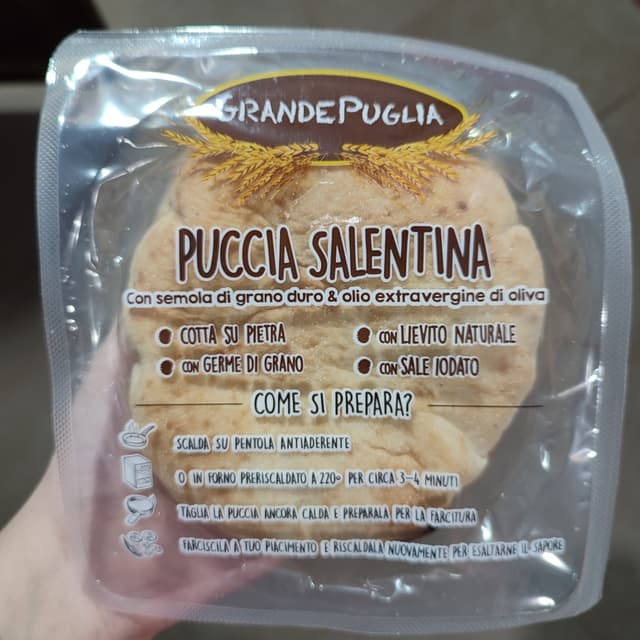 GRANDEPUGLIA
PUCCIA SALENTINA
Con semola di grano duro & olio extravergine di oliva
COTTA SU PIETRA
CON LIEVITO NATURALE
CON GERME DI GRANO
CON SALE IODATO
COME SI PREPARA?
SCALDA SU PENTOLA ANTIADERENTE
O IN FORNO PRERISCALDATO A 220° PER CIRCA 3-4 MINUTI
TAGLIA LA PUCCIA ANCORA CALDA E PREPARALA PER LA FARCITURA
FARCISCILA A TUO PIACIMENTO E RISCALDALA NUOVAMENTE PER ESALTARNE IL SAPORE